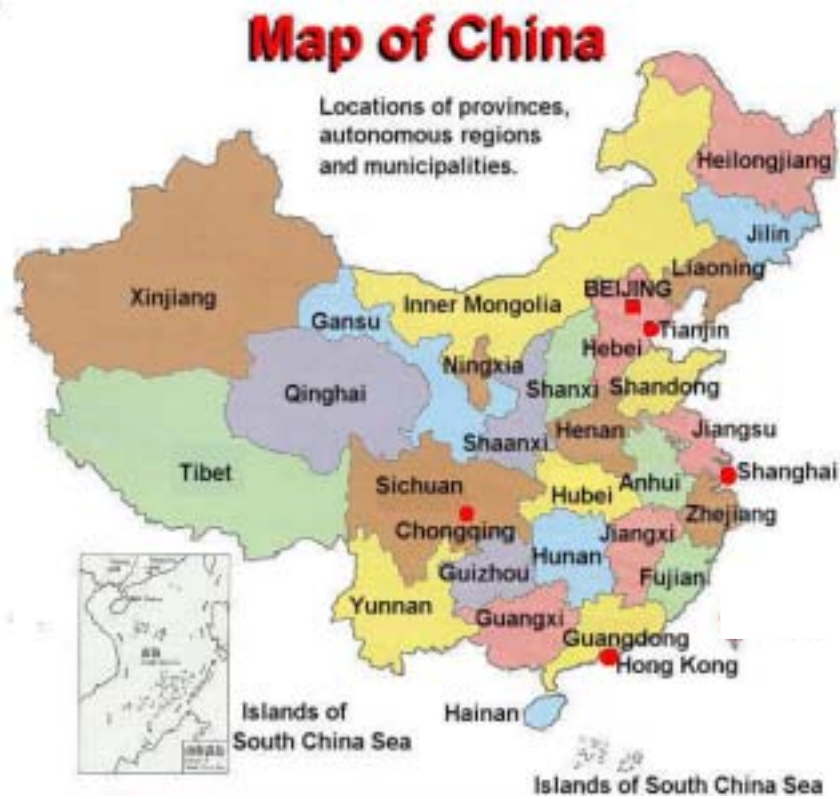 Map of China
Locations of provinces,
autonomous regions
and municipalities.
Heilongjiang
Jilin
Liaoning
BEIJING
Xinjiang
Inner Mongolia
Gansu
Tianjin
Hebei
Ningxia
Qinghai
Shanxi
Shandong
Shaanxi
Henan
Jiangsu
Tibet
Shanghai
Sichuan
Anhui
Hubei
Zhejiang
Chongqing
Jiangxi
Hunan
Guizhou
Fujian
Yunnan
Guangxi
Guangdong
Hong Kong
Hainan
Islands of
South China Sea
Islands of South China Sea